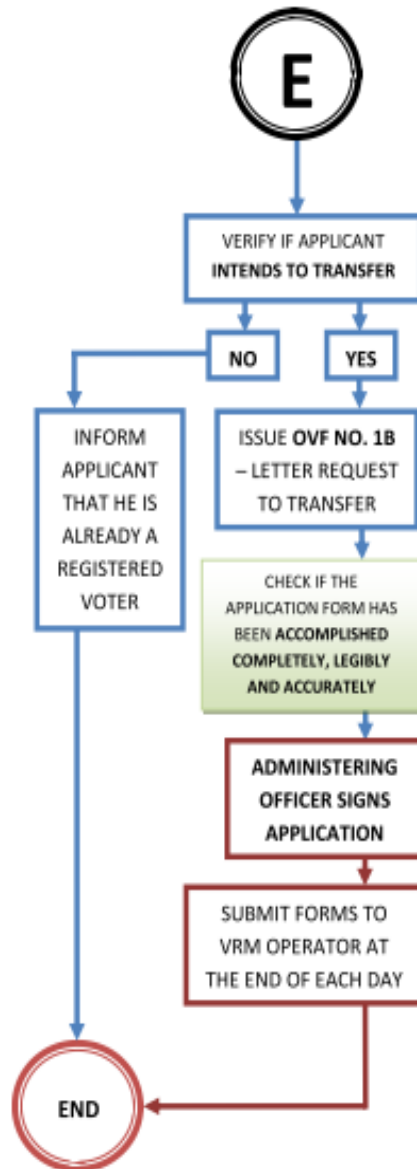 E
VERIFY IF APPLICANT
INTENDS TO TRANSFER
NO
YES
INFORM
APPLICANT
THAT HE IS
ALREADY A
REGISTERED
VOTER
ISSUE OVF NO. 1B
– LETTER REQUEST
TO TRANSFER
CHECK IF THE
APPLICATION FORM HAS
BEEN ACCOMPLISHED
COMPLETELY, LEGIBLY
AND ACCURATELY
ADMINISTERING
OFFICER SIGNS
APPLICATION
SUBMIT FORMS TO
VRM OPERATOR AT
THE END OF EACH DAY
END